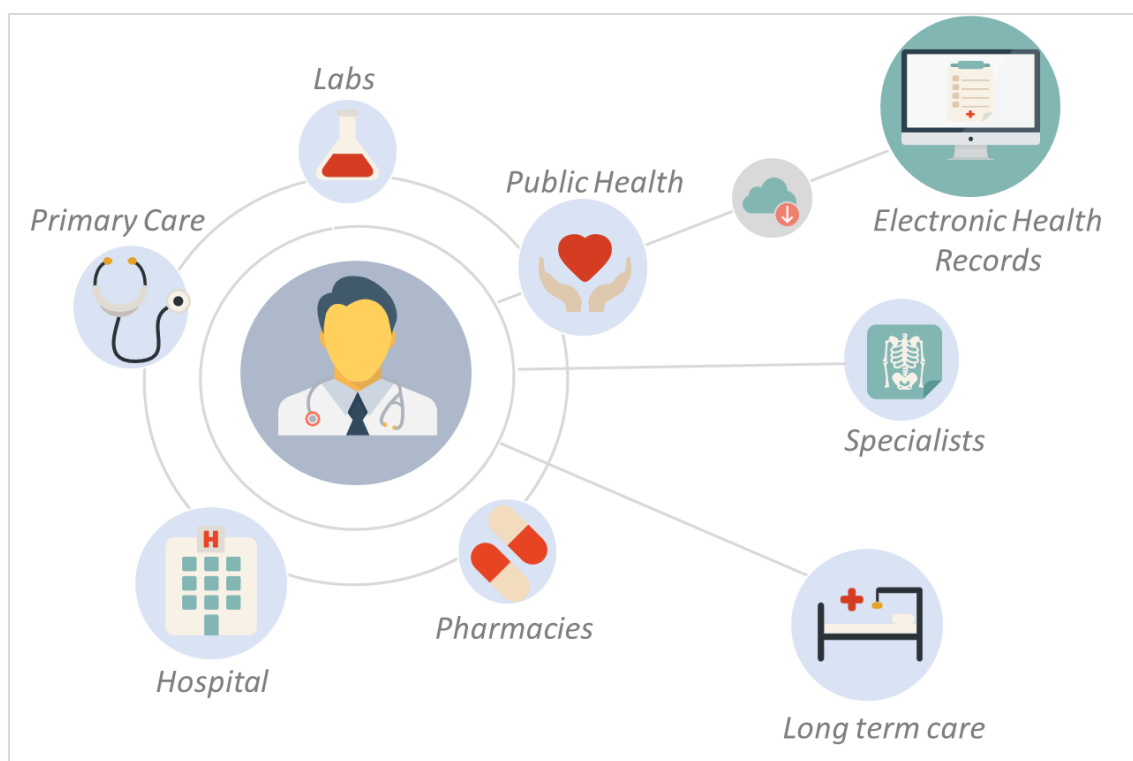 Labs
Public Health
Primary Care
Electronic Health
Records
Specialists
H
Pharmacies
Hospital
Long term care